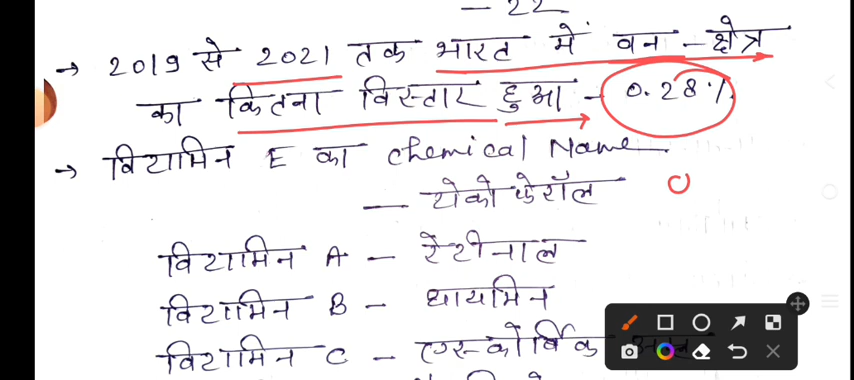 — 22
→ 2019 से 2021 तक भारत में वन-क्षेत्र
का कितना विस्तार हुआ - 0.28%
→ विटामिन E का Chemical Name
— टोकोफेरॉल
विटामिन A - रेटीनाल
विटामिन B - थायमिन
विटामिन C - एस्कोर्बिक